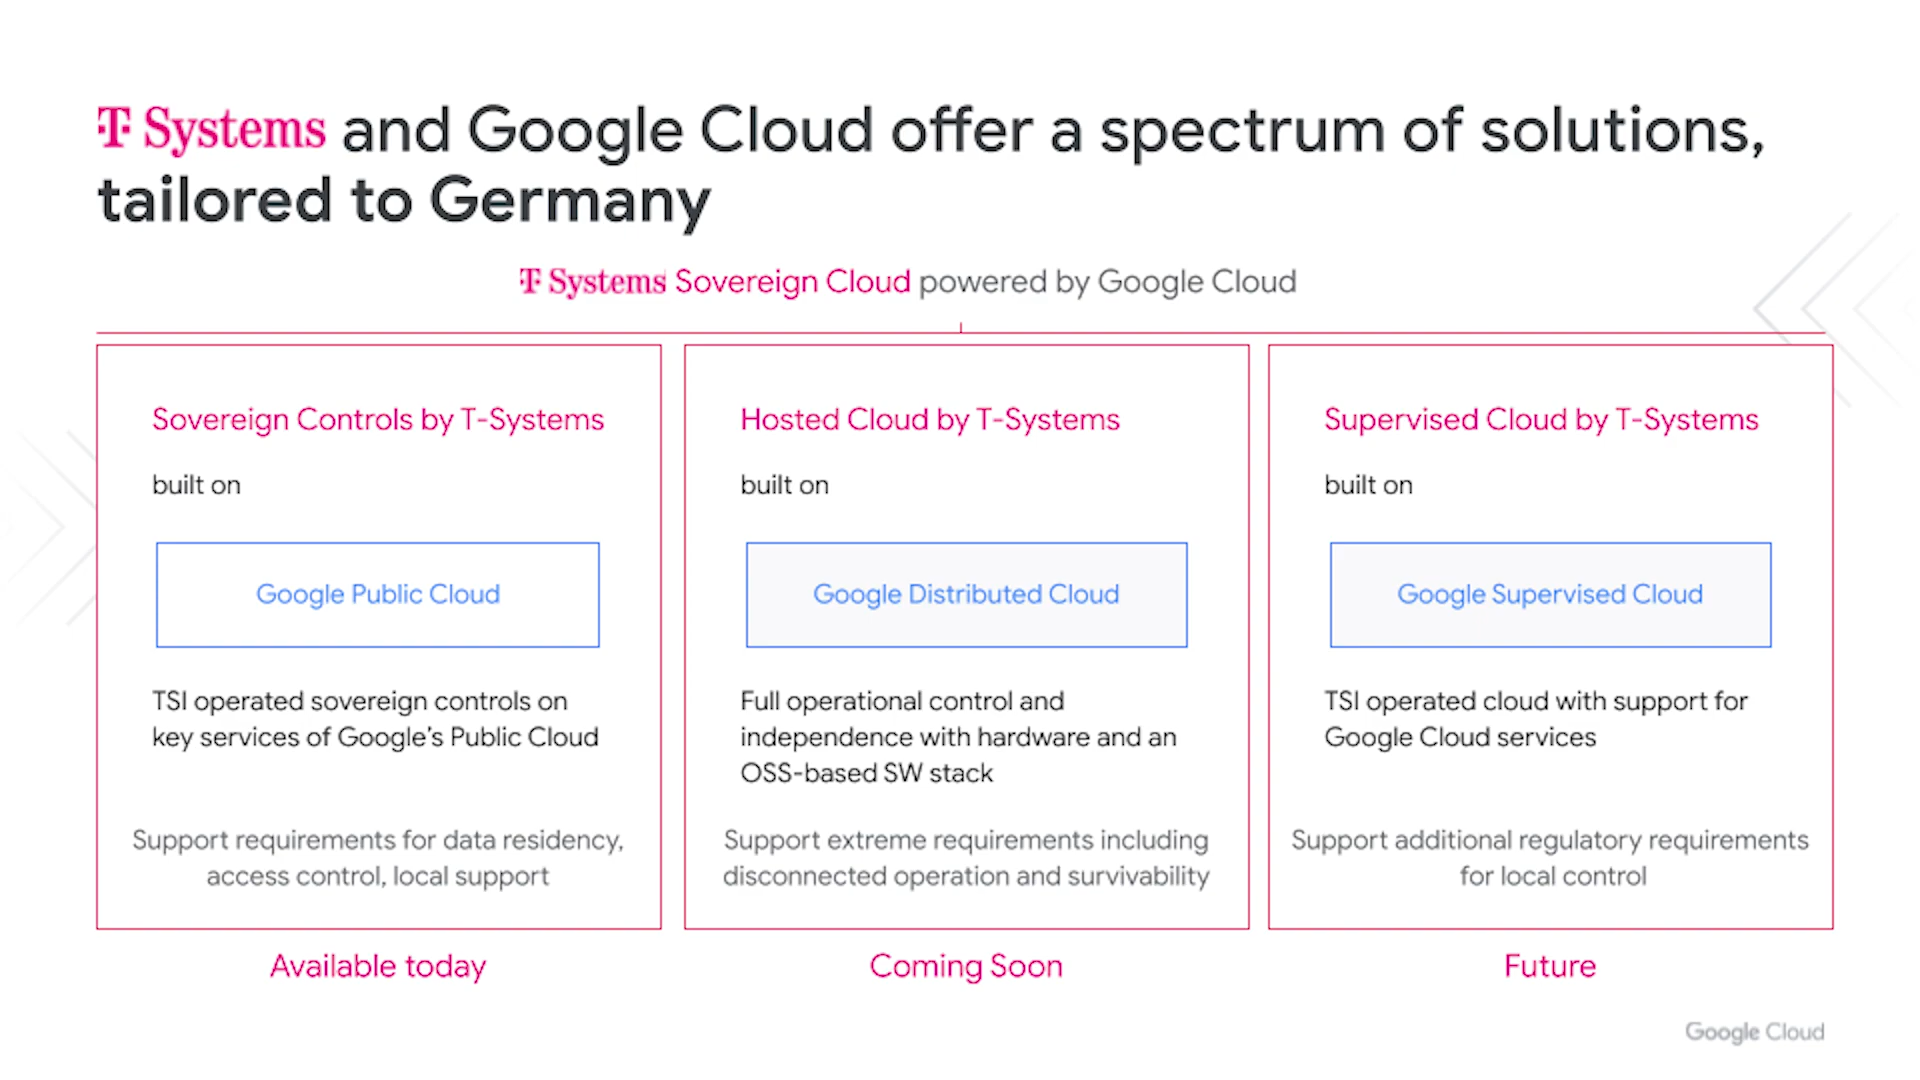 T Systems and Google Cloud offer a spectrum of solutions,
tailored to Germany
T Systems Sovereign Cloud powered by Google Cloud
Sovereign Controls by T-Systems
built on
Google Public Cloud
TSI operated sovereign controls on
key services of Google's Public Cloud
Support requirements for data residency,
access control, local support
Available today
Hosted Cloud by T-Systems
built on
Google Distributed Cloud
Full operational control and
independence with hardware and an
OSS-based SW stack
Support extreme requirements including
disconnected operation and survivability
Coming Soon
Supervised Cloud by T-Systems
built on
Google Supervised Cloud
TSI operated cloud with support for
Google Cloud services
Support additional regulatory requirements
for local control
Future
Google Cloud